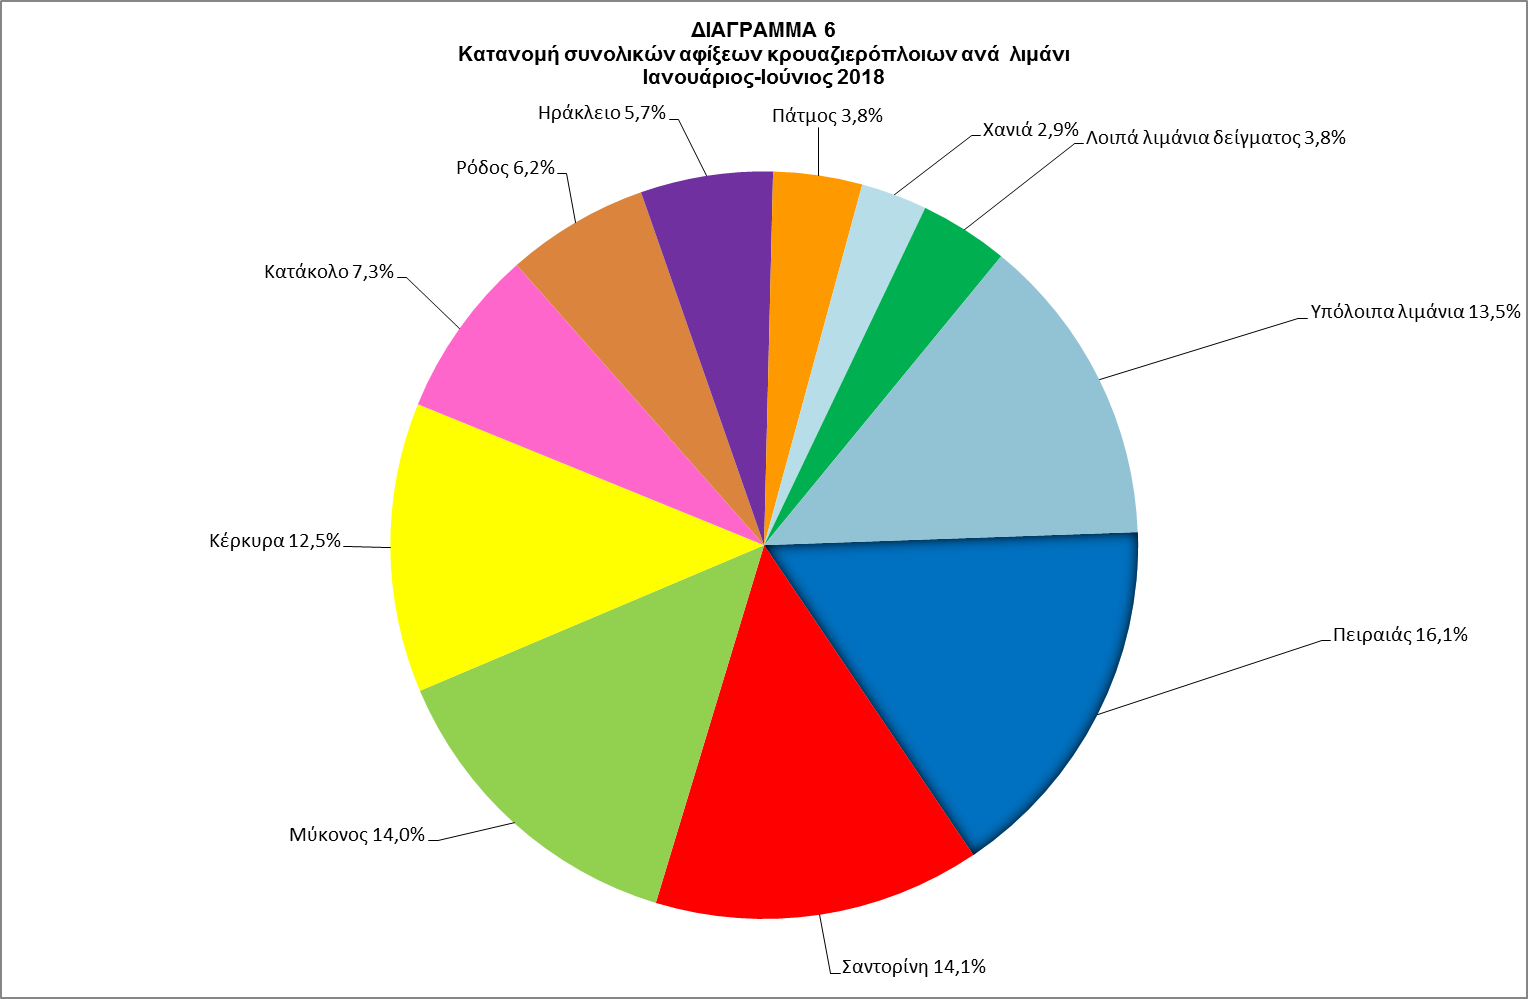 ΔΙΑΓΡΑΜΜΑ 6
Κατανομή συνολικών αφίξεων κρουαζιερόπλοιων ανά λιμάνι
Ιανουάριος-Ιούνιος 2018
Ηράκλειο 5,7%
Πάτμος 3,8%
Χανιά 2,9%
Λοιπά λιμάνια δείγματος 3,8%
Ρόδος 6,2%
Κατάκολο 7,3%
Υπόλοιπα λιμάνια 13,5%
Κέρκυρα 12,5%
Πειραιάς 16,1%
Μύκονος 14,0%
Σαντορίνη 14,1%